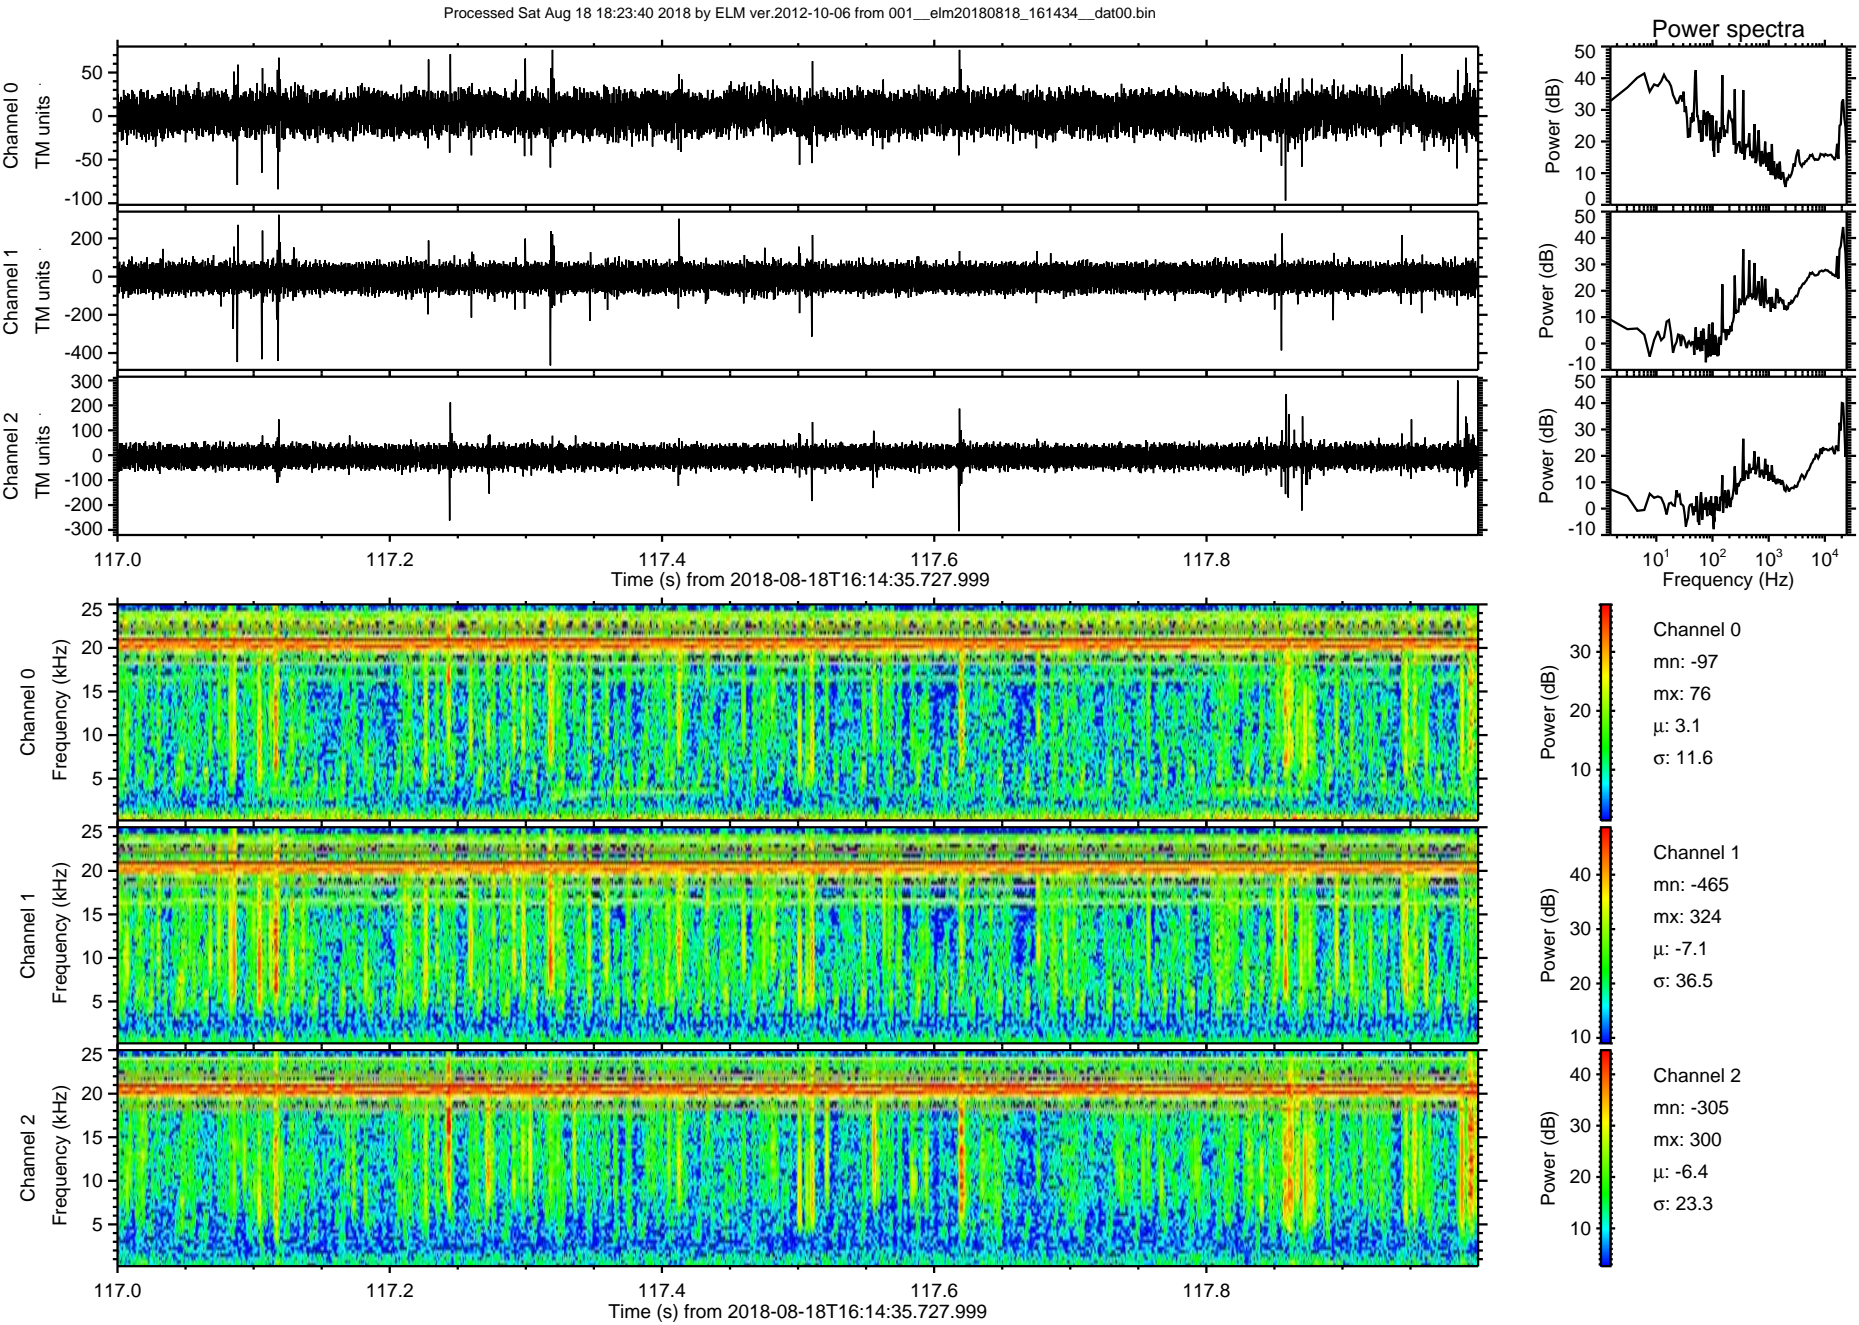 Processed Sat Aug 18 18:23:40 2018 by ELM ver.2012-10-06 from 001__elm20180818_161434__dat00.bin
Power spectra
Channel 0
TM units
50
0
-50
-100
Power (dB)
50
40
30
20
10
0
Channel 1
TM units
200
0
-200
-400
Power (dB)
50
40
30
20
10
0
-10
Channel 2
TM units
300
200
100
0
-100
-200
-300
Power (dB)
50
40
30
20
10
0
-10
117.0 117.2 117.4 117.6 117.8
Time (s) from 2018-08-18T16:14:35.727.999
10¹ 10² 10³ 10⁴
Frequency (Hz)
Channel 0
Frequency (kHz)
25
20
15
10
5
Power (dB)
30
20
10
Channel 0
mn: -97
mx: 76
μ: 3.1
σ: 11.6
Channel 1
Frequency (kHz)
25
20
15
10
5
Power (dB)
40
30
20
10
Channel 1
mn: -465
mx: 324
μ: -7.1
σ: 36.5
Channel 2
Frequency (kHz)
25
20
15
10
5
Power (dB)
40
30
20
10
Channel 2
mn: -305
mx: 300
μ: -6.4
σ: 23.3
117.0 117.2 117.4 117.6 117.8
Time (s) from 2018-08-18T16:14:35.727.999